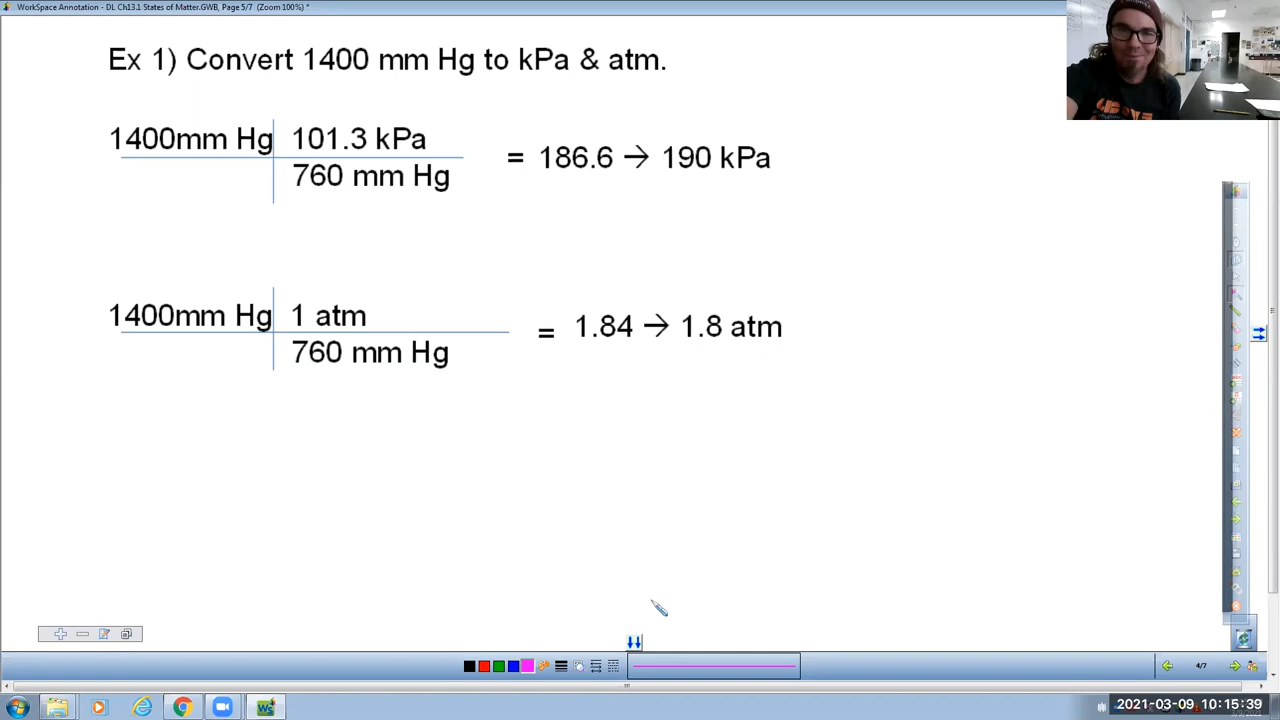 WorkSpace Annotation - DL Ch13.1 States of Matter.GWB, Page 5/7 (Zoom 100%) *
Ex 1) Convert 1400 mm Hg to kPa & atm.
1400mm Hg 101.3 kPa
760 mm Hg
= 186.6 → 190 kPa
1400mm Hg 1 atm
760 mm Hg
= 1.84 → 1.8 atm
4/7
2021-03-09 10:15:39